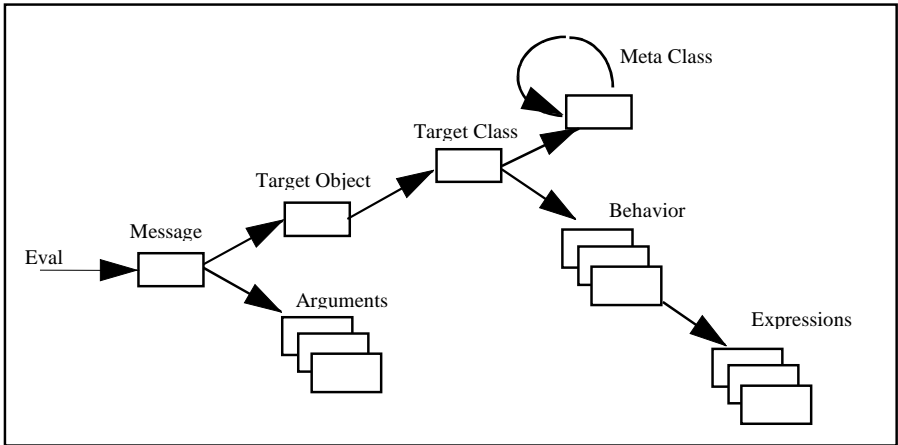 Meta Class
Target Class
Target Object
Behavior
Message
Eval
Arguments
Expressions